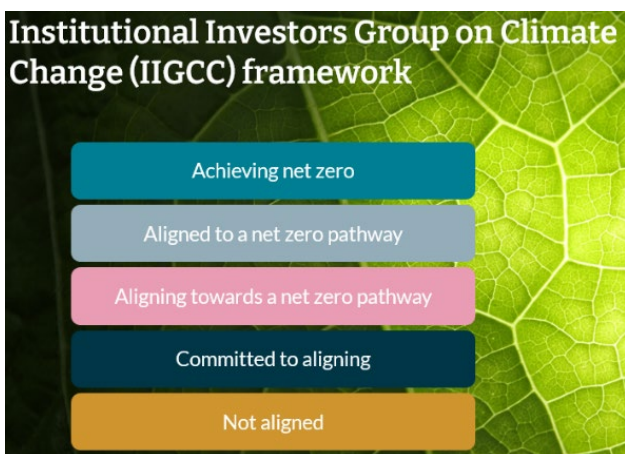 Institutional Investors Group on Climate
Change (IIGCC) framework
Achieving net zero
Aligned to a net zero pathway
Aligning towards a net zero pathway
Committed to aligning
Not aligned